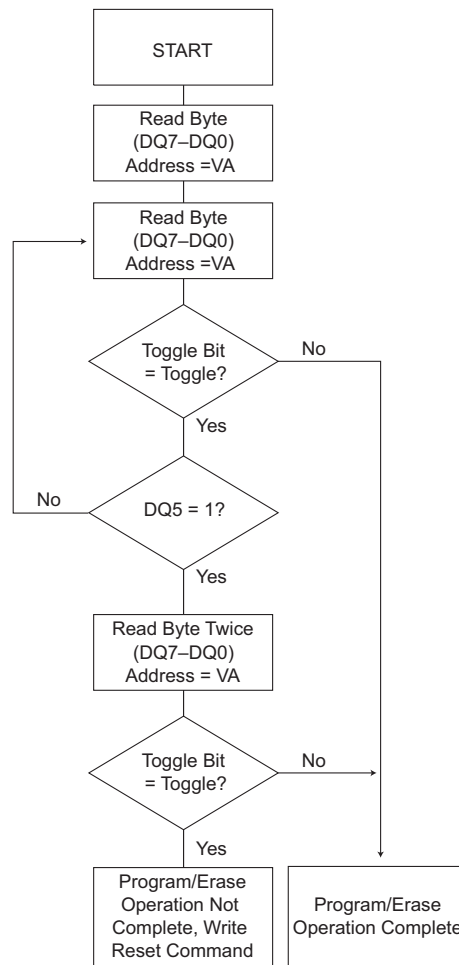 START
Read Byte
(DQ7–DQ0)
Address =VA
Read Byte
(DQ7–DQ0)
Address =VA
Toggle Bit
= Toggle?
No
Yes
No
DQ5 = 1?
Yes
Read Byte Twice
(DQ7–DQ0)
Address = VA
Toggle Bit
= Toggle?
No
Yes
Program/Erase
Operation Not
Complete, Write
Reset Command
Program/Erase
Operation Complete